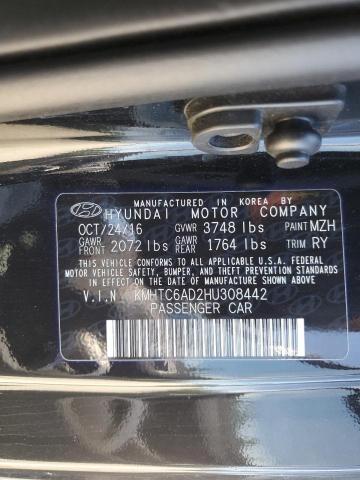 MANUFACTURED IN KOREA BY
HYUNDAI MOTOR COMPANY
OCT/24/16 GVWR 3748 lbs PAINT MZH
GAWR FRONT 2072 lbs GAWR REAR 1764 lbs TRIM RY
THIS VEHICLE CONFORMS TO ALL APPLICABLE U.S.A. FEDERAL
MOTOR VEHICLE SAFETY, BUMPER, AND THEFT PREVENTION
STANDARDS IN EFFECT ON THE DATE OF MANUFACTURE SHOWN ABOVE.
V.I.N. KMHTC6AD2HU308442
PASSENGER CAR